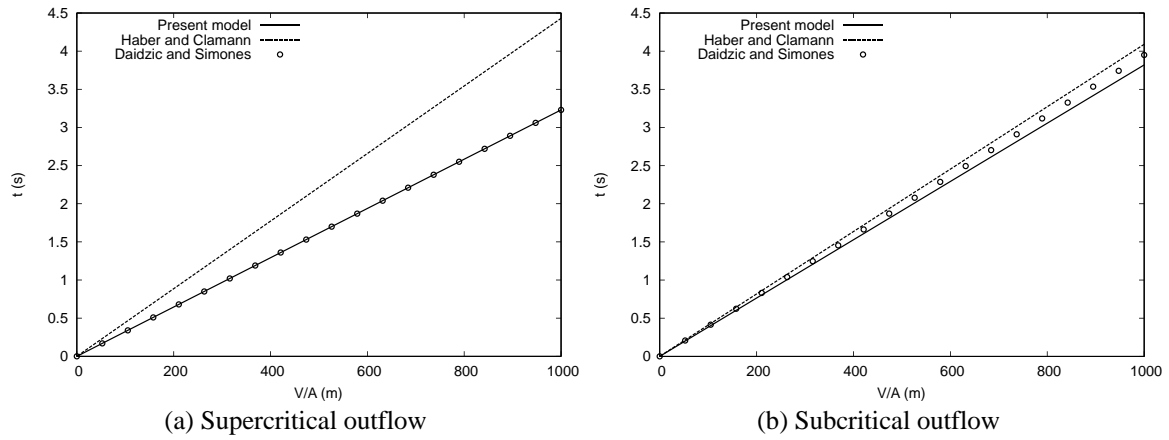 4.5
4
3.5
3
2.5
2
1.5
1
0.5
0
t (s)
0 200 400 600 800 1000
V/A (m)
Present model
Haber and Clamann
Daidzic and Simones
(a) Supercritical outflow
4.5
4
3.5
3
2.5
2
1.5
1
0.5
0
t (s)
0 200 400 600 800 1000
V/A (m)
Present model
Haber and Clamann
Daidzic and Simones
(b) Subcritical outflow